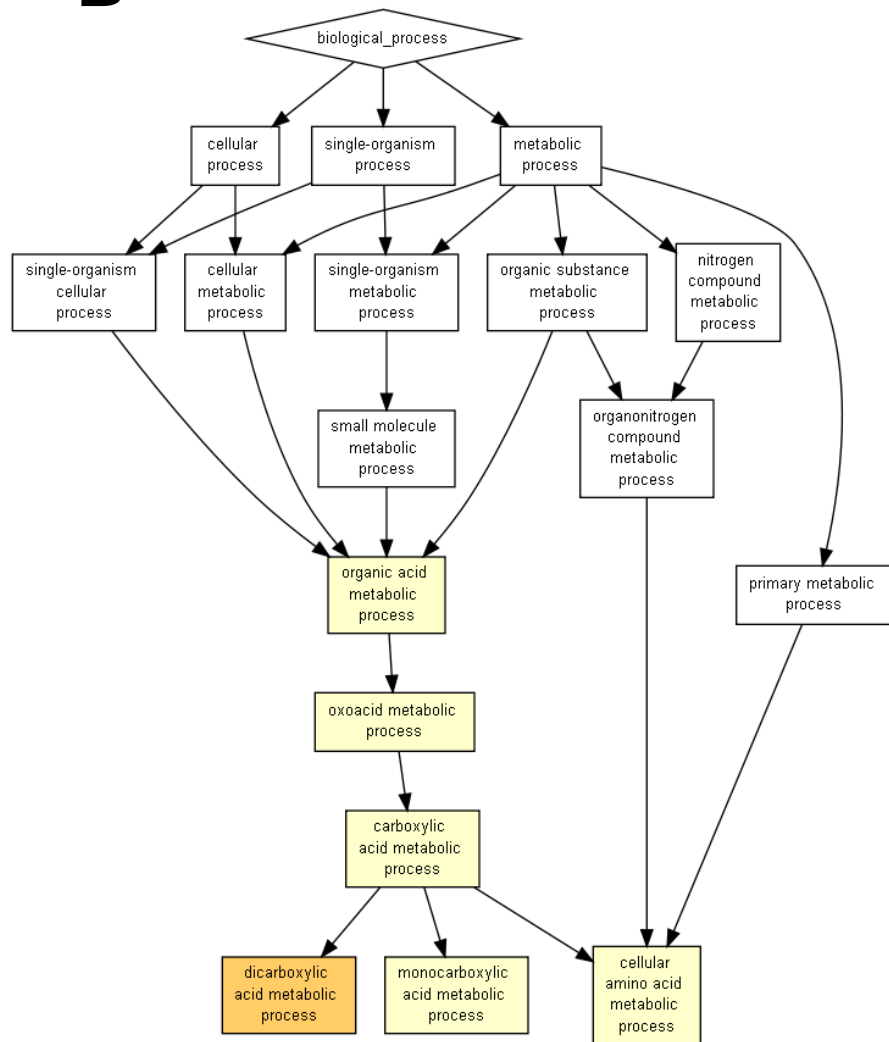 biological_process
cellular
process
single-organism
process
metabolic
process
single-organism
cellular
process
cellular
metabolic
process
single-organism
metabolic
process
organic substance
metabolic
process
nitrogen
compound
metabolic
process
small molecule
metabolic
process
organonitrogen
compound
metabolic
process
organic acid
metabolic
process
primary metabolic
process
oxoacid metabolic
process
carboxylic
acid metabolic
process
dicarboxylic
acid metabolic
process
monocarboxylic
acid metabolic
process
cellular
amino acid
metabolic
process